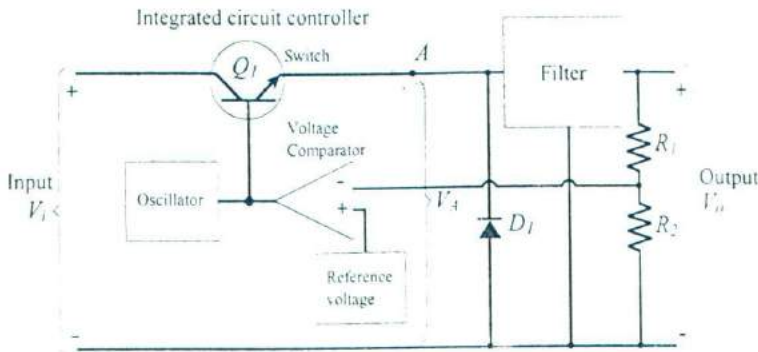 Integrated circuit controller
Q1
Switch
A
Filter
+
+
Voltage
Comparator
R1
Input
Vi
Oscillator
-
+
VA
Output
Vo
D1
R2
Reference
voltage
-
-